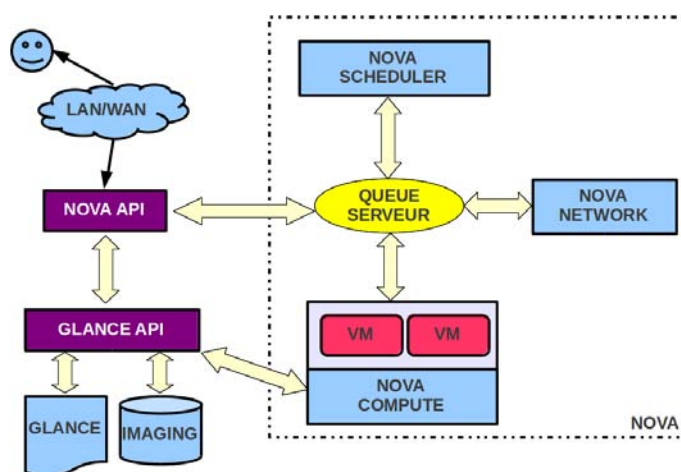 NOVA
SCHEDULER
LAN/WAN
NOVA API
QUEUE
SERVEUR
NOVA
NETWORK
GLANCE API
VM
VM
NOVA
COMPUTE
GLANCE
IMAGING
NOVA